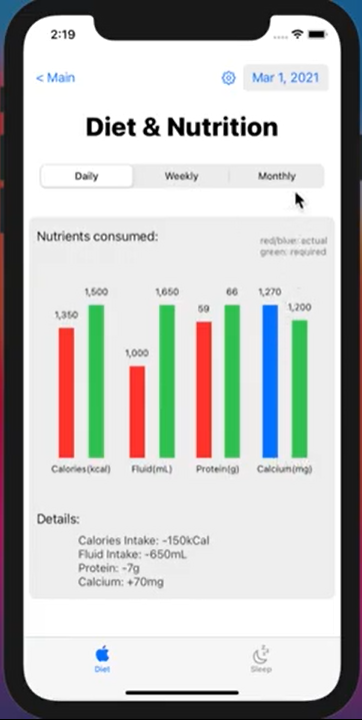 2:19
< Main
Mar 1, 2021
Diet & Nutrition
Daily Weekly Monthly
Nutrients consumed:
red/blue: actual
green: required
1,350 1,500 1,000 1,650 59 66 1,270 1,200
Calories(kcal) Fluid(mL) Protein(g) Calcium(mg)
Details:
Calories Intake: -150kCal
Fluid Intake: -650mL
Protein: -7g
Calcium: +70mg
Diet Sleep